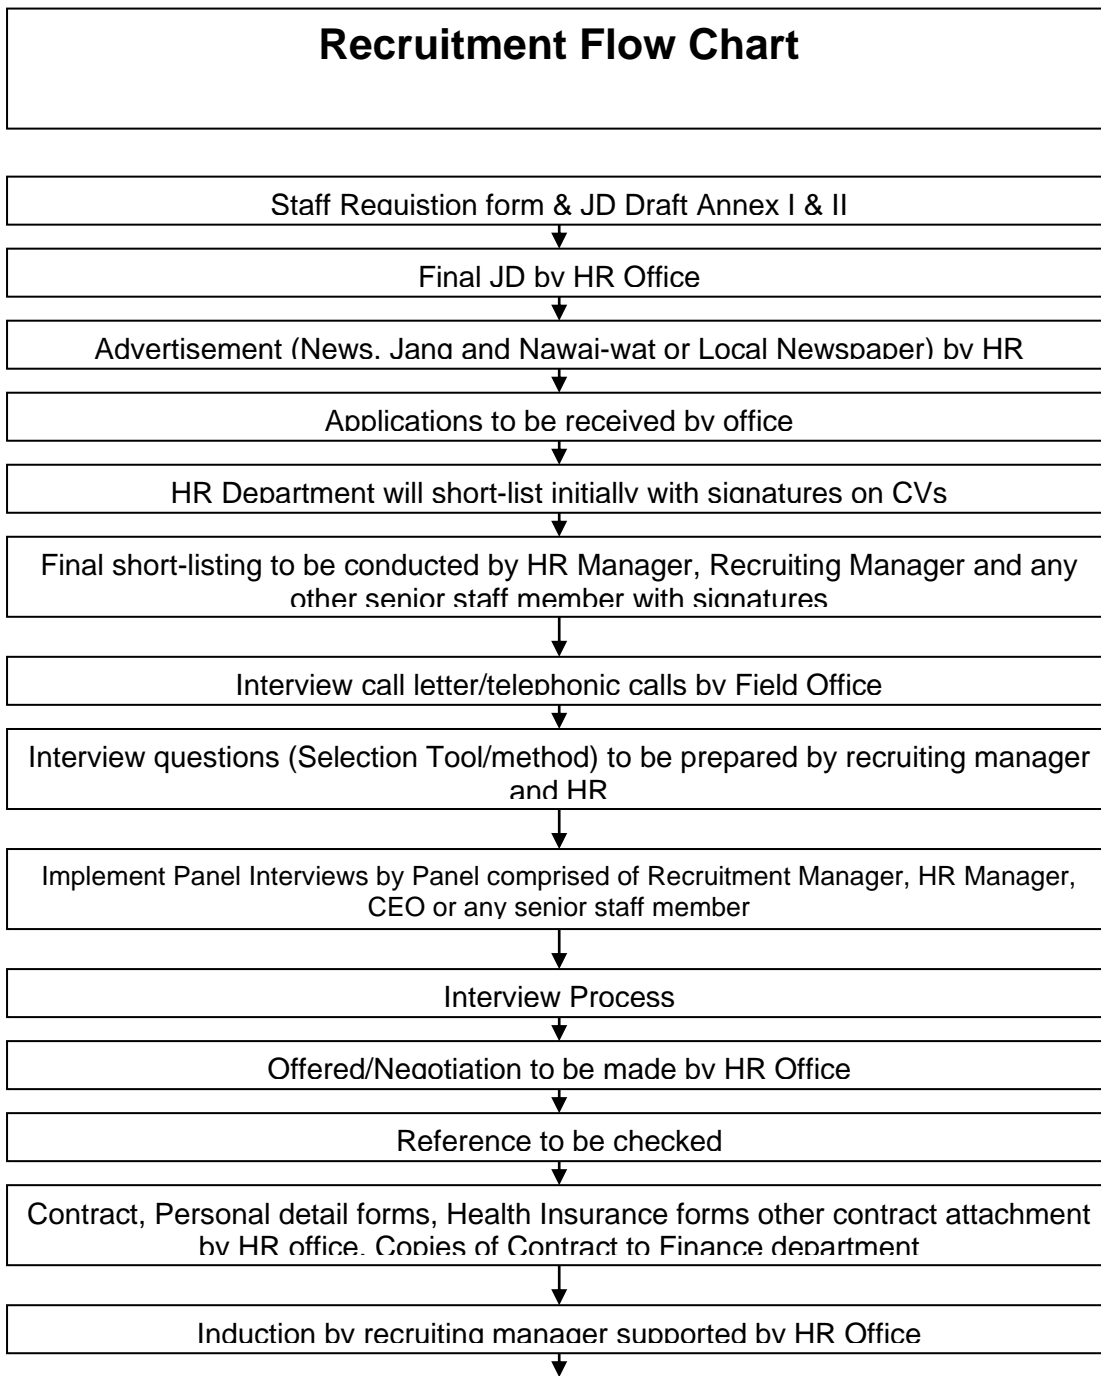 Recruitment Flow Chart
Staff Requistion form & JD Draft Annex I & II
Final JD by HR Office
Advertisement (News, Jang and Nawai-wat or Local Newspaper) by HR
Applications to be received by office
HR Department will short-list initially with signatures on CVs
Final short-listing to be conducted by HR Manager, Recruiting Manager and any
other senior staff member with signatures
Interview call letter/telephonic calls by Field Office
Interview questions (Selection Tool/method) to be prepared by recruiting manager
and HR
Implement Panel Interviews by Panel comprised of Recruitment Manager, HR Manager,
CEO or any senior staff member
Interview Process
Offered/Negotiation to be made by HR Office
Reference to be checked
Contract, Personal detail forms, Health Insurance forms other contract attachment
by HR office. Copies of Contract to Finance department
Induction by recruiting manager supported by HR Office